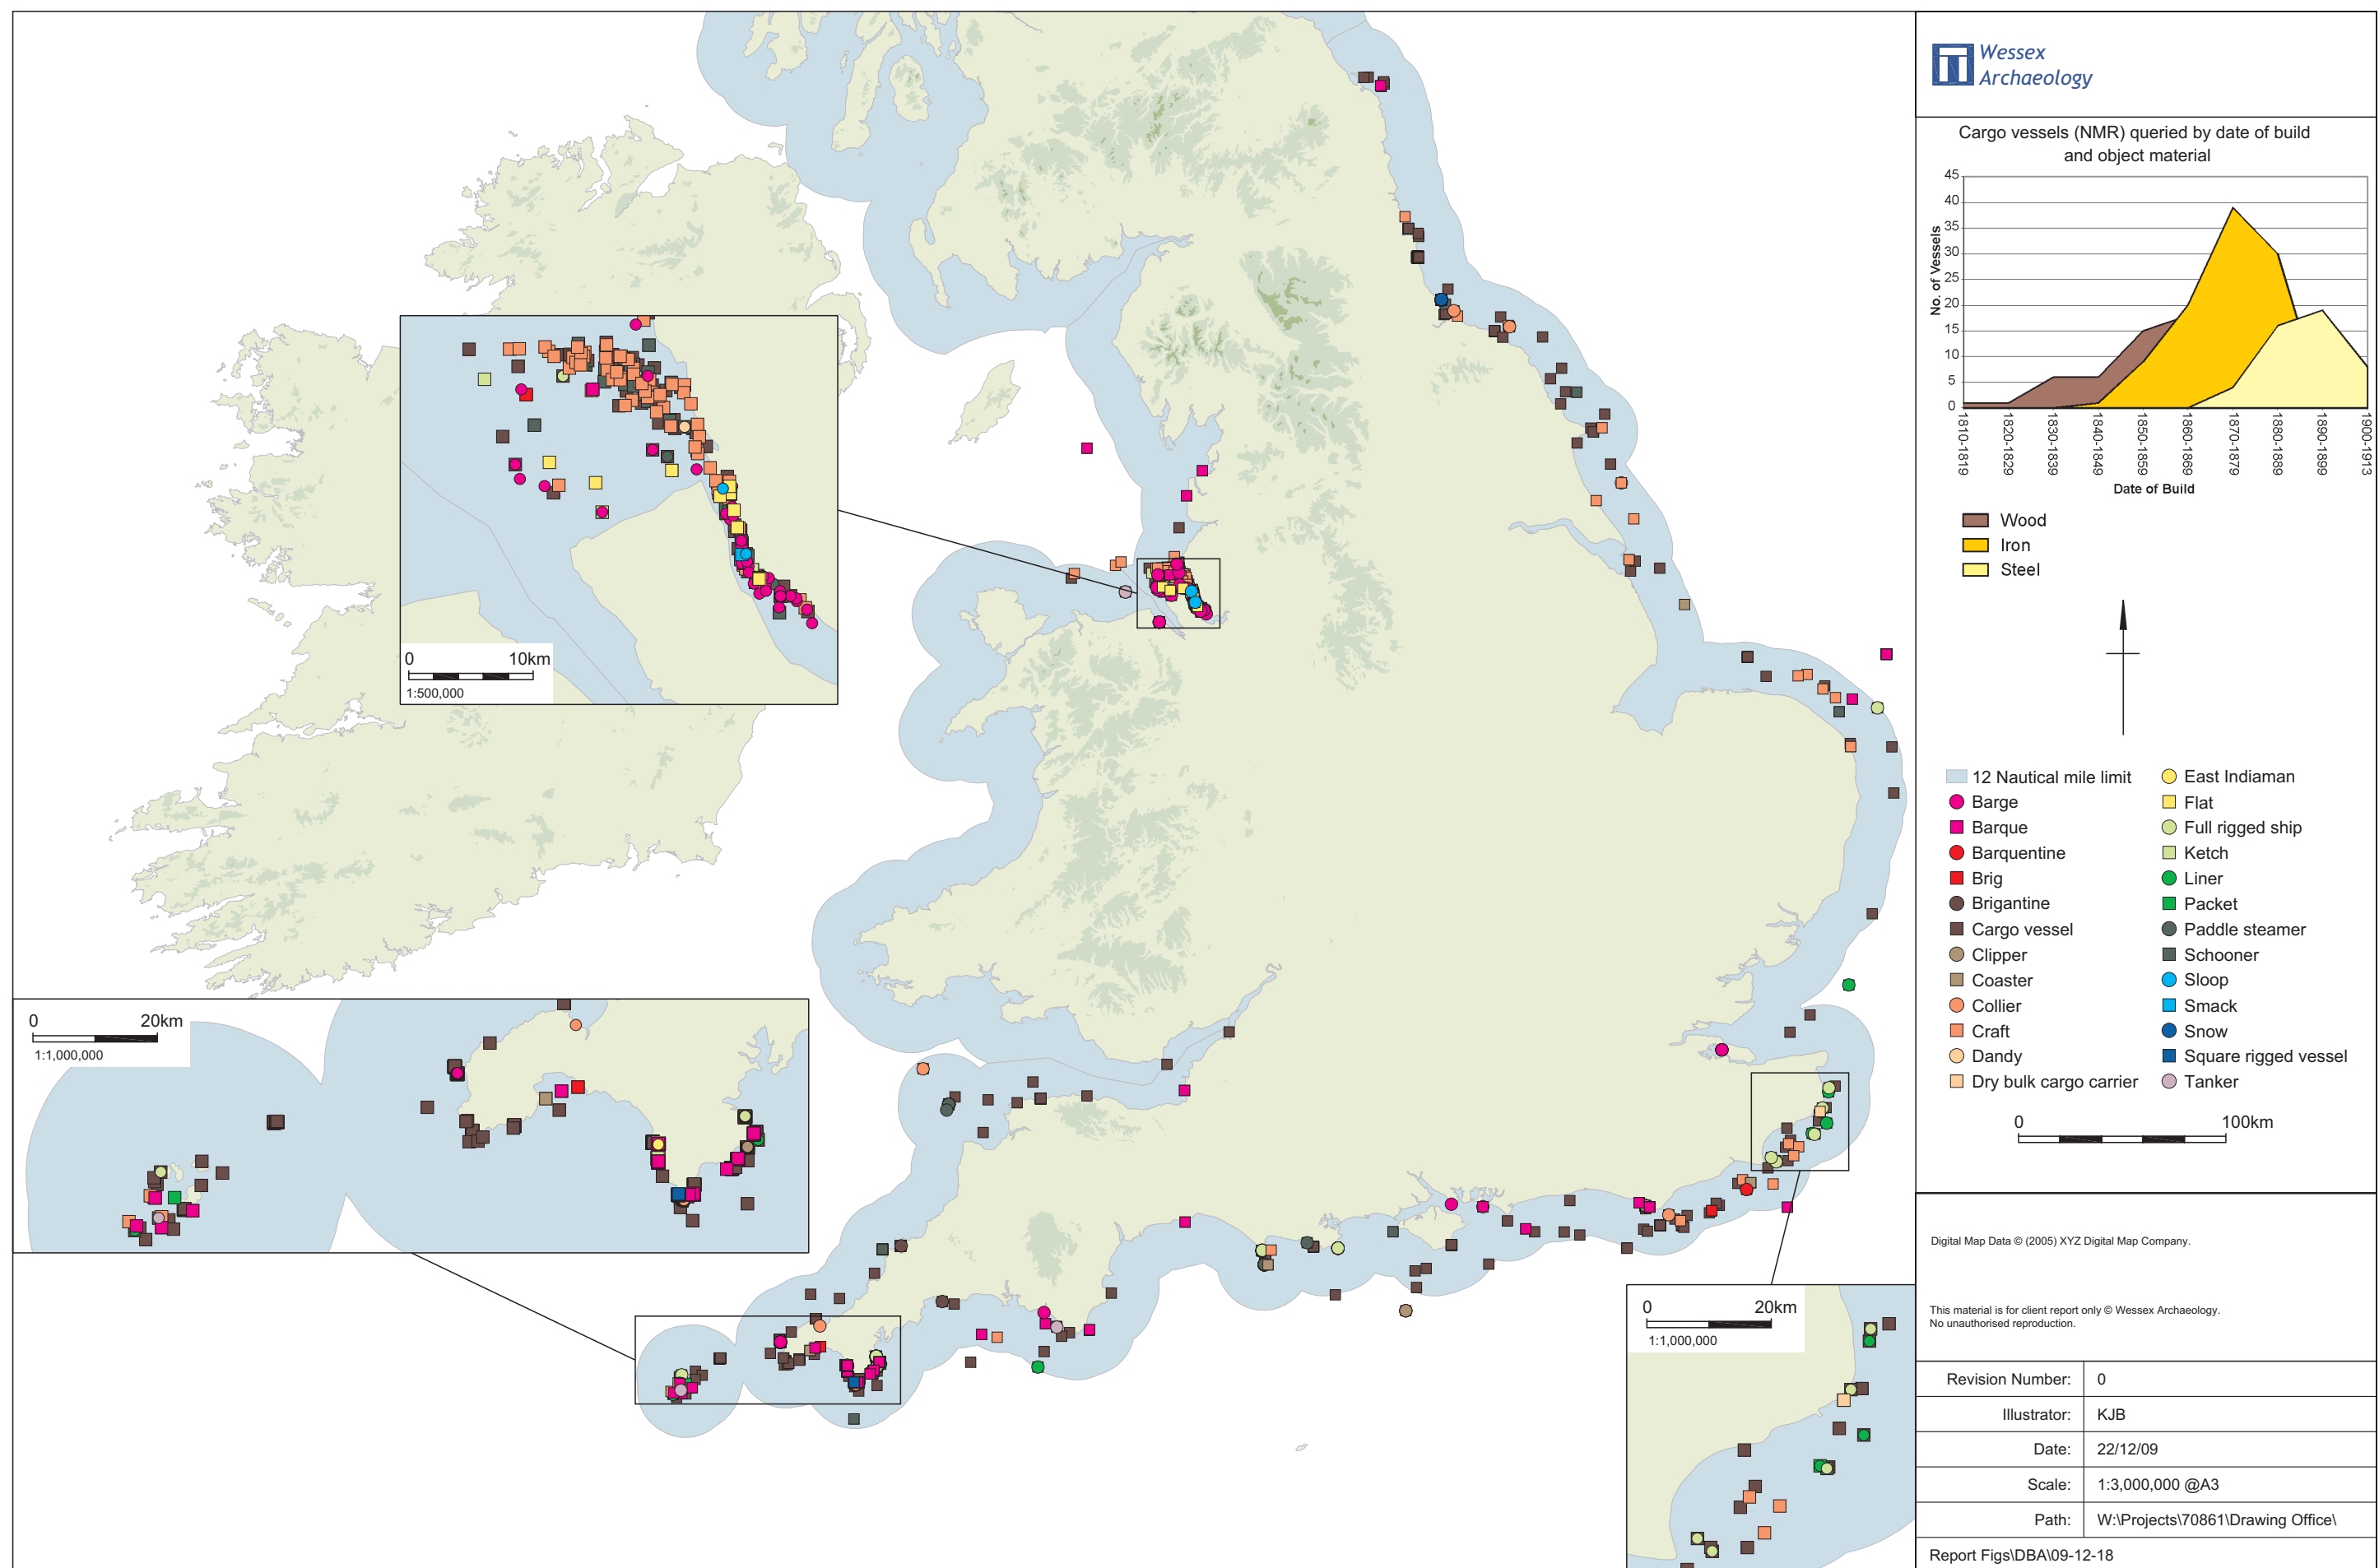 Wessex
Archaeology
Cargo vessels (NMR) queried by date of build
and object material
No. of Vessels
45
40
35
30
25
20
15
10
5
0
1810-1819
1820-1829
1830-1839
1840-1849
1850-1859
1860-1869
1870-1879
1880-1889
1890-1899
1900-1913
Date of Build
Wood
Iron
Steel
12 Nautical mile limit
Barge
Barque
Barquentine
Brig
Brigantine
Cargo vessel
Clipper
Coaster
Collier
Craft
Dandy
Dry bulk cargo carrier
East Indiaman
Flat
Full rigged ship
Ketch
Liner
Packet
Paddle steamer
Schooner
Sloop
Smack
Snow
Square rigged vessel
Tanker
0 100km
0 10km
1:500,000
0 20km
1:1,000,000
0 20km
1:1,000,000
Digital Map Data © (2005) XYZ Digital Map Company.
This material is for client report only © Wessex Archaeology.
No unauthorised reproduction.
Revision Number: 0
Illustrator: KJB
Date: 22/12/09
Scale: 1:3,000,000 @A3
Path: W:\Projects\70861\Drawing Office\
Report Figs\DBA\09-12-18